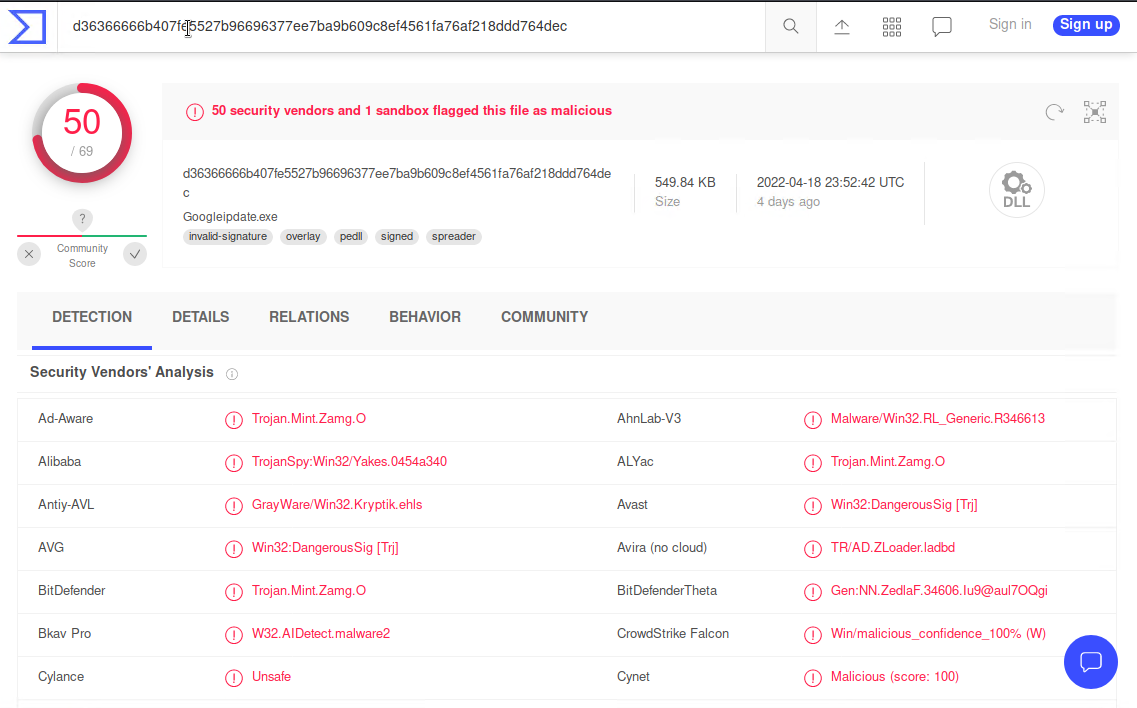 d36366666b407fe5527b96696377ee7ba9b609c8ef4561fa76af218ddd764dec
Sign in
Sign up
50
/ 69
?
Community
Score
50 security vendors and 1 sandbox flagged this file as malicious
d36366666b407fe5527b96696377ee7ba9b609c8ef4561fa76af218ddd764de
c
Googleipdate.exe
invalid-signature overlay pedll signed spreader
549.84 KB
Size
2022-04-18 23:52:42 UTC
4 days ago
DLL
DETECTION DETAILS RELATIONS BEHAVIOR COMMUNITY
Security Vendors' Analysis
Ad-Aware Trojan.Mint.Zamg.O AhnLab-V3 Malware/Win32.RL_Generic.R346613
Alibaba TrojanSpy:Win32/Yakes.0454a340 ALYac Trojan.Mint.Zamg.O
Antiy-AVL GrayWare/Win32.Kryptik.ehls Avast Win32:DangerousSig [Trj]
AVG Win32:DangerousSig [Trj] Avira (no cloud) TR/AD.ZLoader.ladbd
BitDefender Trojan.Mint.Zamg.O BitDefenderTheta Gen:NN.ZedlaF.34606.Iu9@aul7OQgi
Bkav Pro W32.AIDetect.malware2 CrowdStrike Falcon Win/malicious_confidence_100% (W)
Cylance Unsafe Cynet Malicious (score: 100)